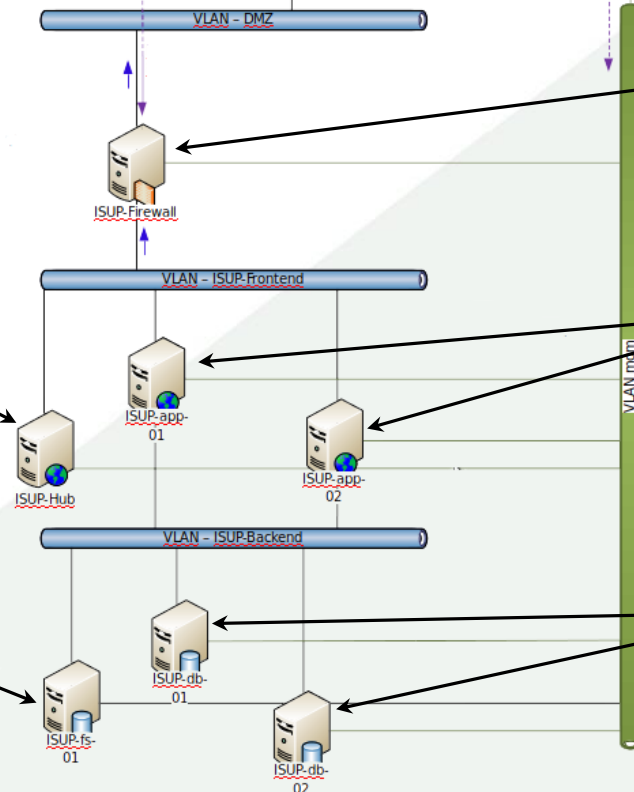 VLAN – DMZ
ISUP-Firewall
VLAN – ISUP-Frontend
ISUP-app-
01
ISUP-app-
02
ISUP-Hub
VLAN – ISUP-Backend
ISUP-db-
01
ISUP-fs-
01
ISUP-db-
02
VLAN